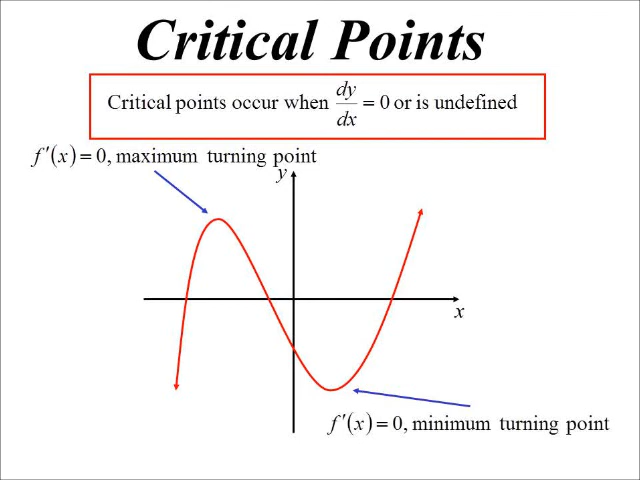 Critical Points
Critical points occur when dy/dx = 0 or is undefined
f′(x) = 0, maximum turning point
y
x
f′(x) = 0, minimum turning point